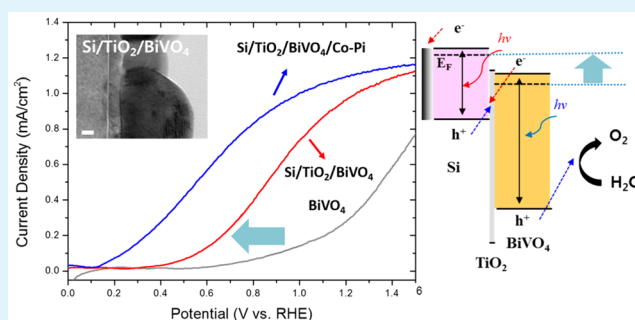 Si/TiO₂/BiVO₄
Si/TiO₂/BiVO₄/Co-Pi
Si/TiO₂/BiVO₄
BiVO₄
Current Density (mA/cm²)
1.4
1.2
1.0
0.8
0.6
0.4
0.2
0.0
0.0 0.2 0.4 0.6 0.8 1.0 1.2 1.4 6
Potential (V vs. RHE)
e⁻
hν
E_F
e⁻
hν
h⁺
Si
O₂
H₂O
h⁺
BiVO₄
TiO₂